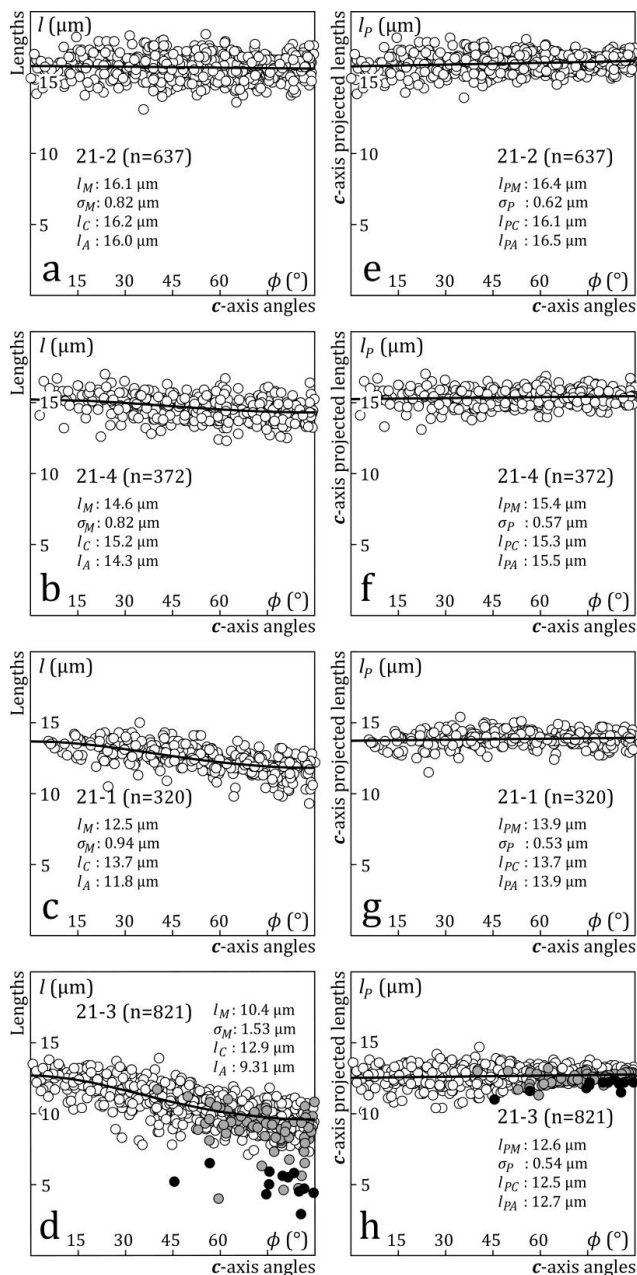 Lengths
l (μm)
15
10
21-2 (n=637)
l_M : 16.1 μm
σ_M : 0.82 μm
l_C : 16.2 μm
l_A : 16.0 μm
5
a
15 30 45 ϕ (°)
c-axis angles
c-axis projected lengths
l_P (μm)
15
10
21-2 (n=637)
l_PM : 16.4 μm
σ_P : 0.62 μm
l_PC : 16.1 μm
l_PA : 16.5 μm
5
e
15 30 45 60 ϕ (°)
c-axis angles
Lengths
l (μm)
15
10
21-4 (n=372)
l_M : 14.6 μm
σ_M : 0.82 μm
l_C : 15.2 μm
l_A : 14.3 μm
5
b
15 30 45 60 ϕ (°)
c-axis angles
c-axis projected lengths
l_P (μm)
15
10
21-4 (n=372)
l_PM : 15.4 μm
σ_P : 0.57 μm
l_PC : 15.3 μm
l_PA : 15.5 μm
5
f
15 30 45 60 ϕ (°)
c-axis angles
Lengths
l (μm)
15
10
21-1 (n=320)
l_M : 12.5 μm
σ_M : 0.94 μm
l_C : 13.7 μm
l_A : 11.8 μm
5
c
15 30 45 60 ϕ (°)
c-axis angles
c-axis projected lengths
l_P (μm)
15
10
21-1 (n=320)
l_PM : 13.9 μm
σ_P : 0.53 μm
l_PC : 13.7 μm
l_PA : 13.9 μm
5
g
15 30 45 60 ϕ (°)
c-axis angles
Lengths
l (μm)
21-3 (n=821)
l_M : 10.4 μm
σ_M : 1.53 μm
l_C : 12.9 μm
l_A : 9.31 μm
15
10
5
d
15 30 45 60 ϕ (°)
c-axis angles
c-axis projected lengths
l_P (μm)
15
10
21-3 (n=821)
l_PM : 12.6 μm
σ_P : 0.54 μm
l_PC : 12.5 μm
l_PA : 12.7 μm
5
h
15 30 45 60 ϕ (°)
c-axis angles